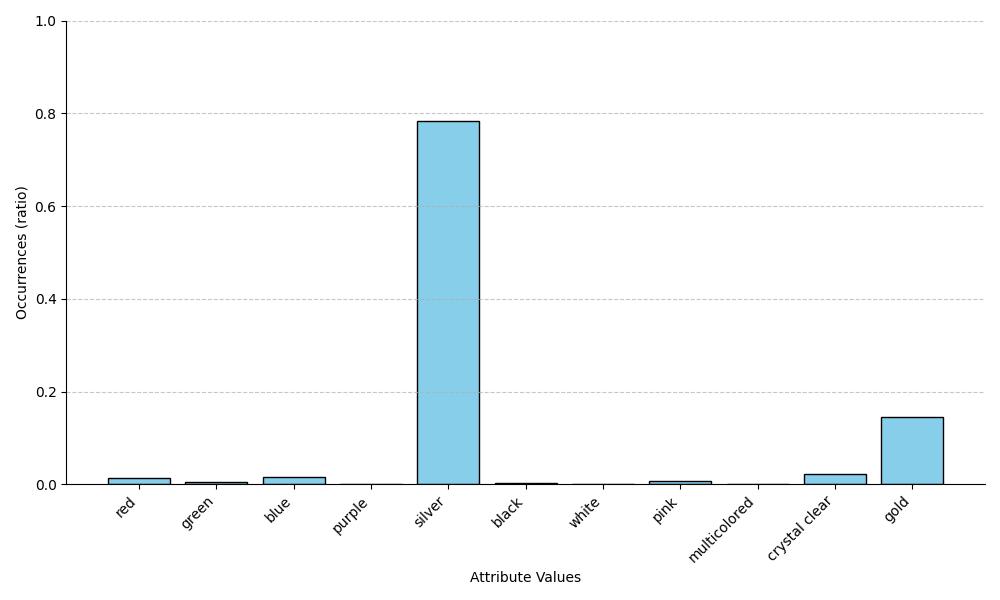 1.0
0.8
0.6
0.4
0.2
0.0
Occurrences (ratio)
red
green
blue
purple
silver
black
white
pink
multicolored
crystal clear
gold
Attribute Values